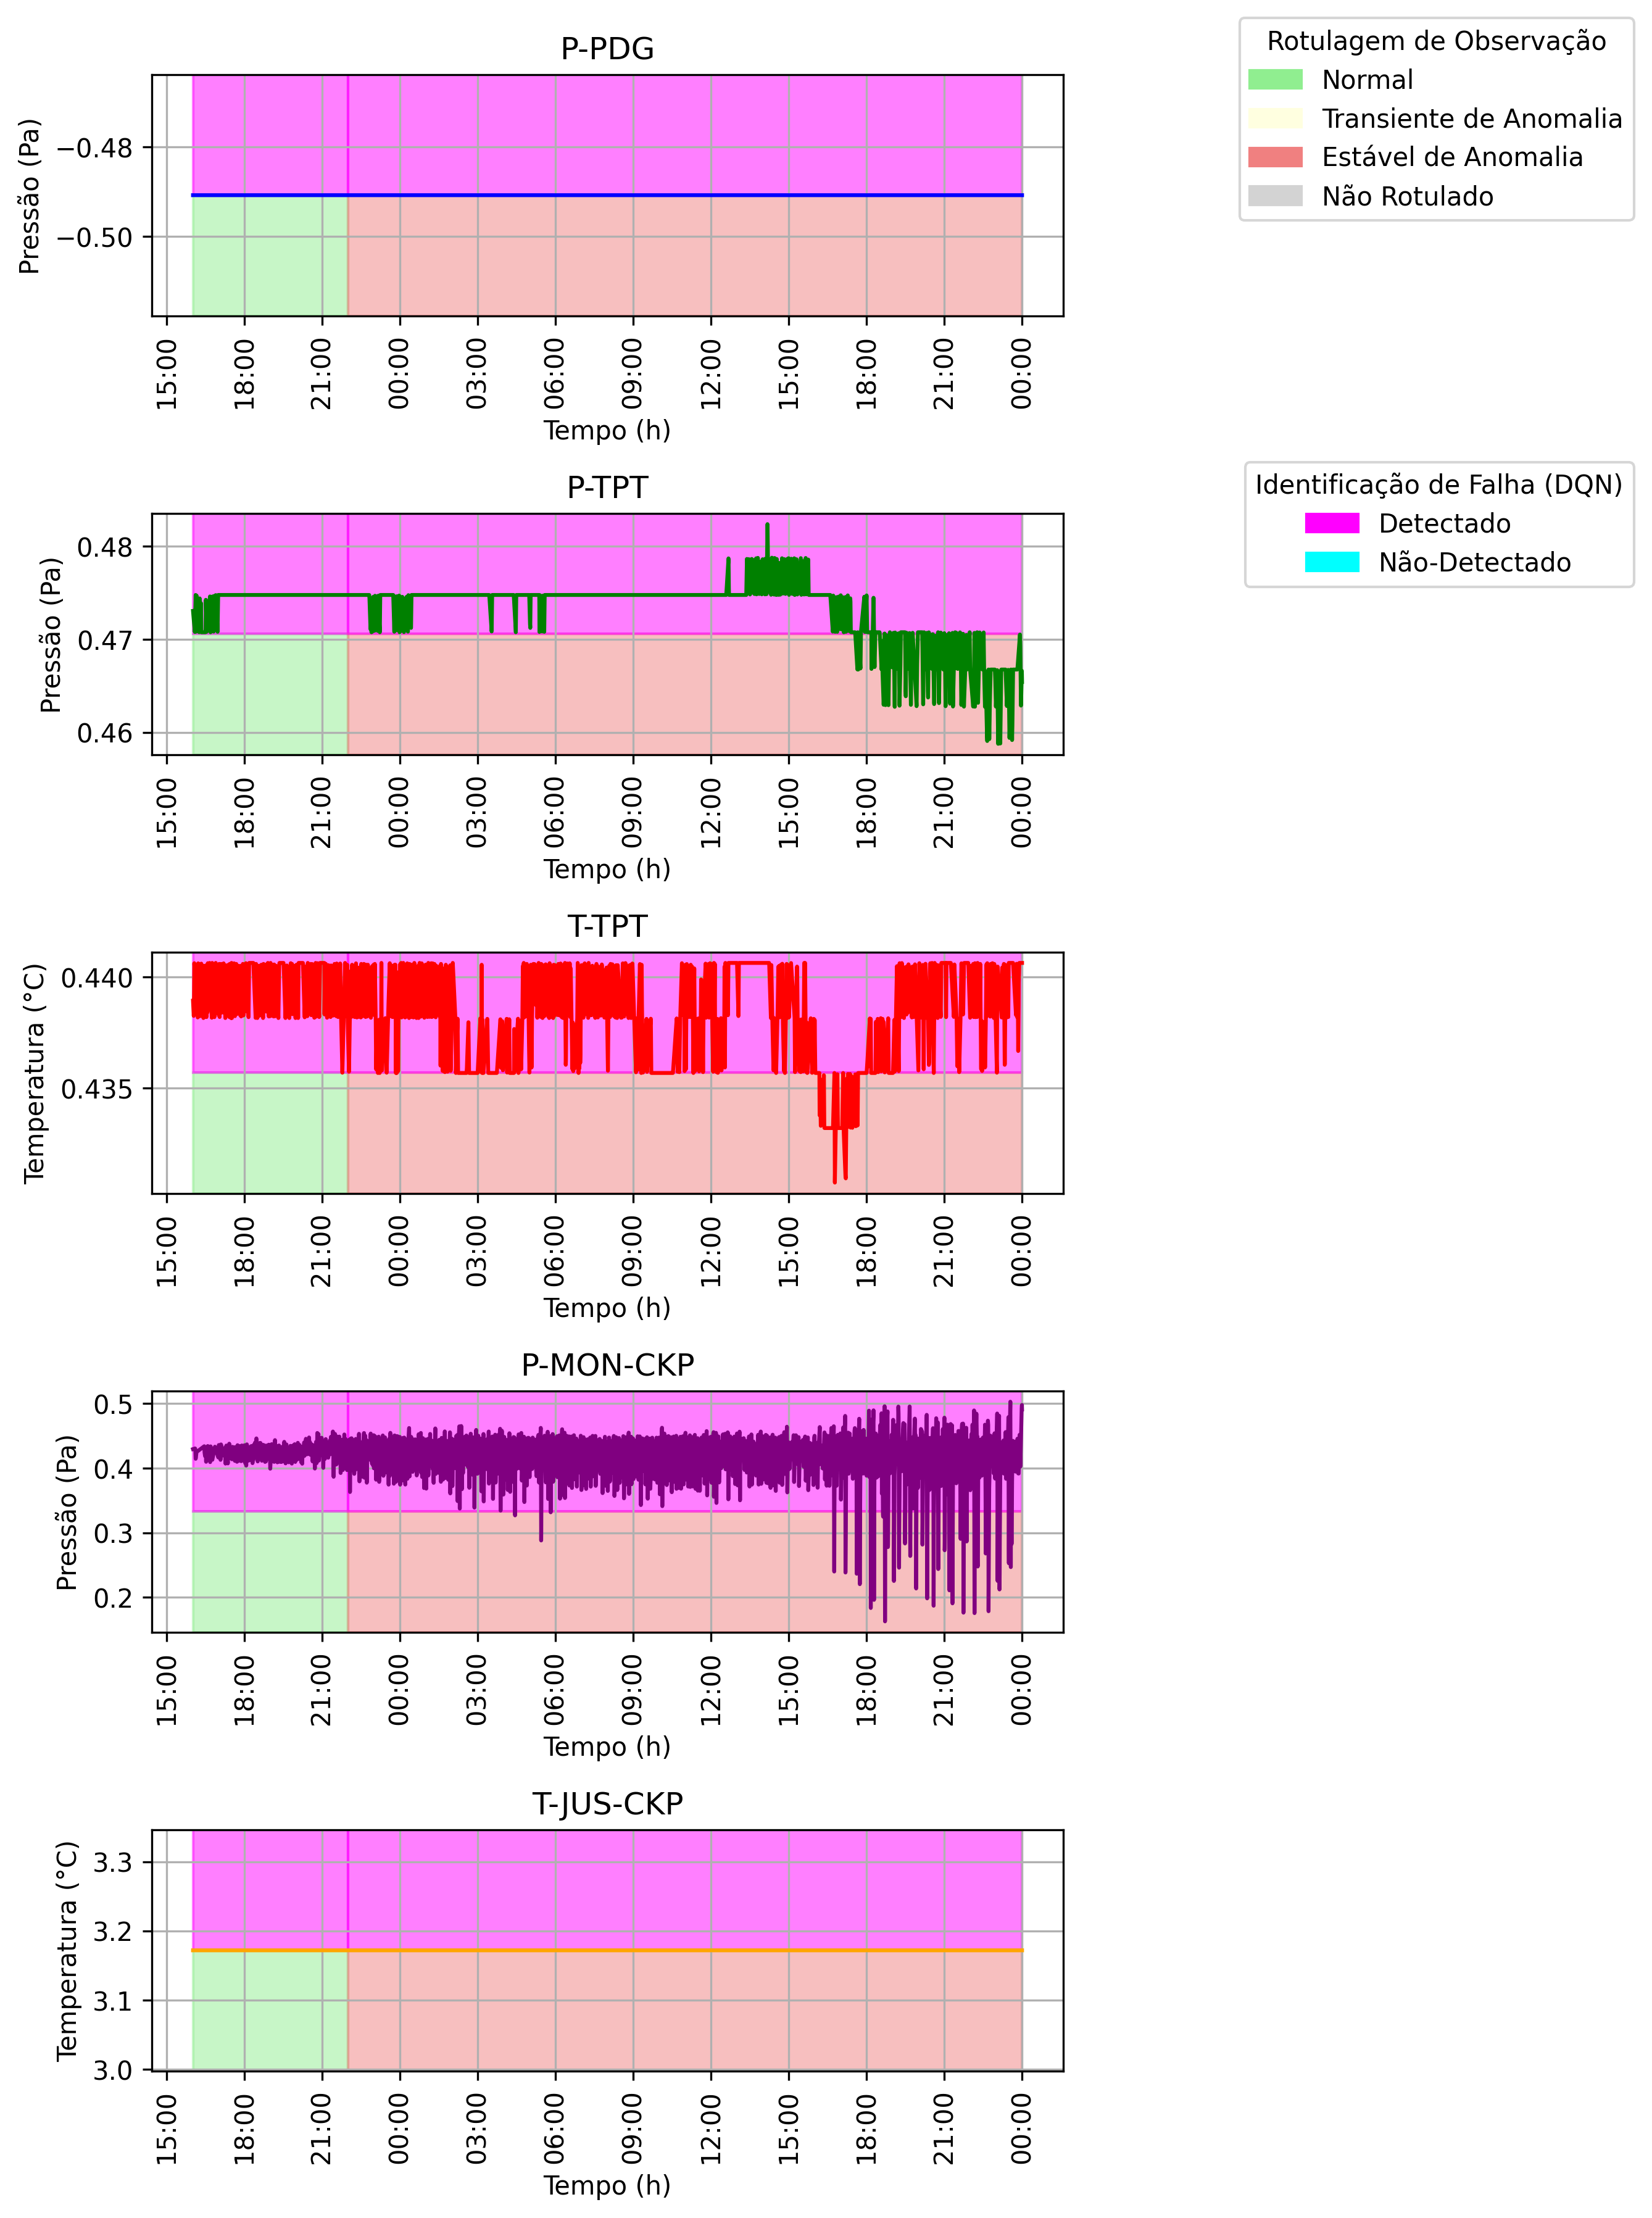 P-PDG
Pressão (Pa)
−0.48
−0.50
15:00 18:00 21:00 00:00 03:00 06:00 09:00 12:00 15:00 18:00 21:00 00:00
Tempo (h)
Rotulagem de Observação
Normal
Transiente de Anomalia
Estável de Anomalia
Não Rotulado
P-TPT
Pressão (Pa)
0.48
0.47
0.46
15:00 18:00 21:00 00:00 03:00 06:00 09:00 12:00 15:00 18:00 21:00 00:00
Tempo (h)
Identificação de Falha (DQN)
Detectado
Não-Detectado
T-TPT
Temperatura (°C)
0.440
0.435
15:00 18:00 21:00 00:00 03:00 06:00 09:00 12:00 15:00 18:00 21:00 00:00
Tempo (h)
P-MON-CKP
Pressão (Pa)
0.5
0.4
0.3
0.2
15:00 18:00 21:00 00:00 03:00 06:00 09:00 12:00 15:00 18:00 21:00 00:00
Tempo (h)
T-JUS-CKP
Temperatura (°C)
3.3
3.2
3.1
3.0
15:00 18:00 21:00 00:00 03:00 06:00 09:00 12:00 15:00 18:00 21:00 00:00
Tempo (h)